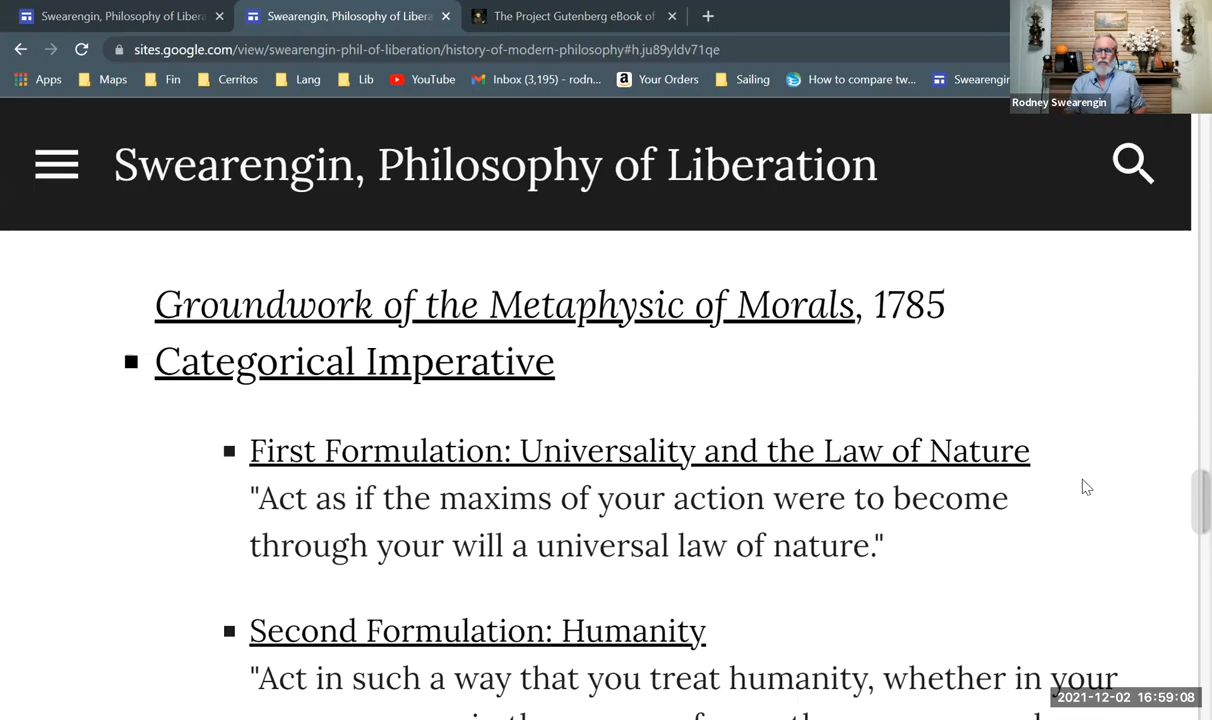 Swearengin, Philosophy of Libera
Swearengin, Philosophy of Libera
The Project Gutenberg eBook of
sites.google.com/view/swearengin-phil-of-liberation/history-of-modern-philosophy#h.ju89yldv71qe
Apps Maps Fin Cerritos Lang Lib YouTube Inbox (3,195) - rodn... Your Orders Sailing How to compare tw... Swearengin
Rodney Swearengin
Swearengin, Philosophy of Liberation
Groundwork of the Metaphysic of Morals, 1785
Categorical Imperative
First Formulation: Universality and the Law of Nature
"Act as if the maxims of your action were to become
through your will a universal law of nature."
Second Formulation: Humanity
"Act in such a way that you treat humanity, whether in your
2021-12-02 16:59:08